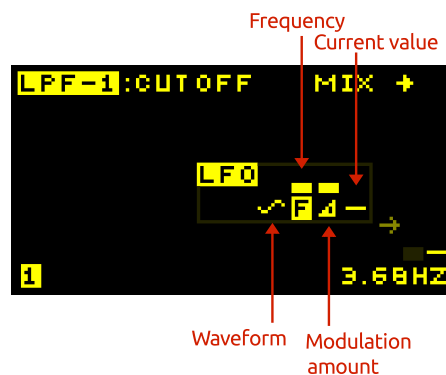 Frequency
Current value
LPF-1:CUTOFF MIX →
LFO
F
→
1 3.68HZ
Waveform Modulation
amount